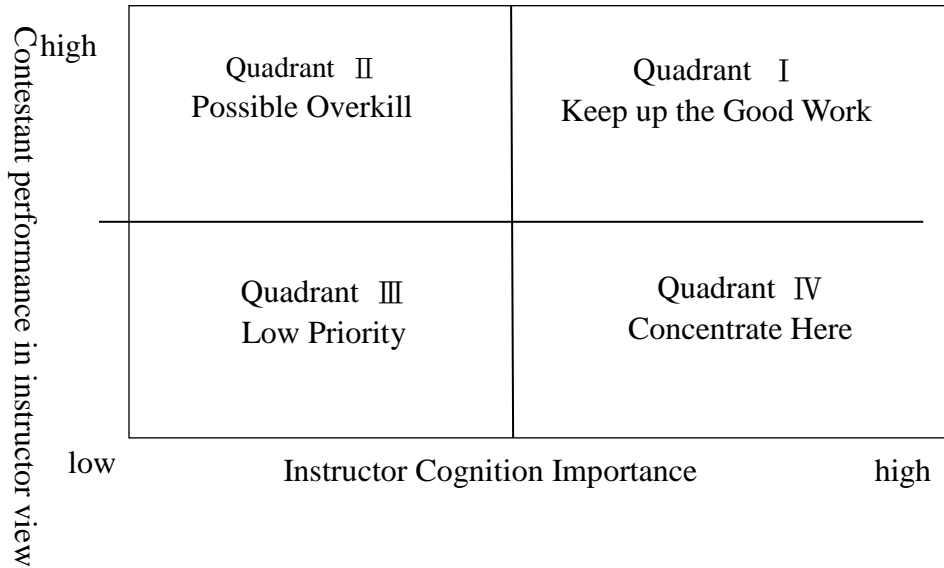 Contestant performance in instructor view
high
Quadrant Ⅱ
Possible Overkill
Quadrant Ⅰ
Keep up the Good Work
Quadrant Ⅲ
Low Priority
Quadrant Ⅳ
Concentrate Here
low
Instructor Cognition Importance
high